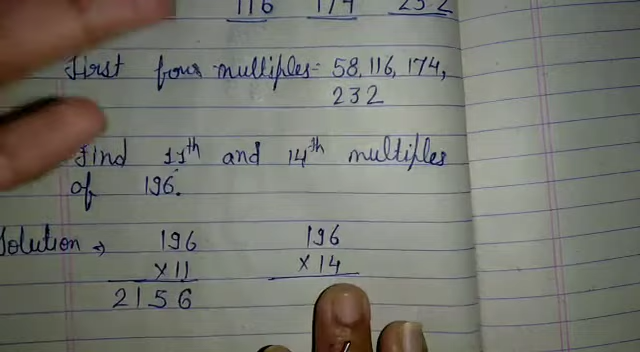 116 174 232
First four multiples- 58, 116, 174,
232
Find 11th and 14th multiples
of 196.
Solution → 196 196
×11 ×14
2156